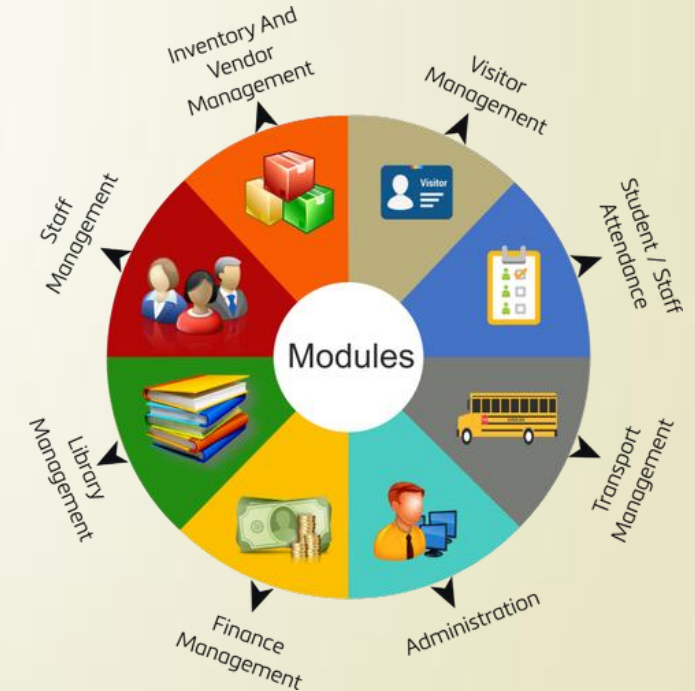 Inventory And
Vendor
Management
Visitor
Management
Visitor
Student / Staff
Attendance
Transport
Management
Administration
Finance
Management
Library
Management
Staff
Management
Modules